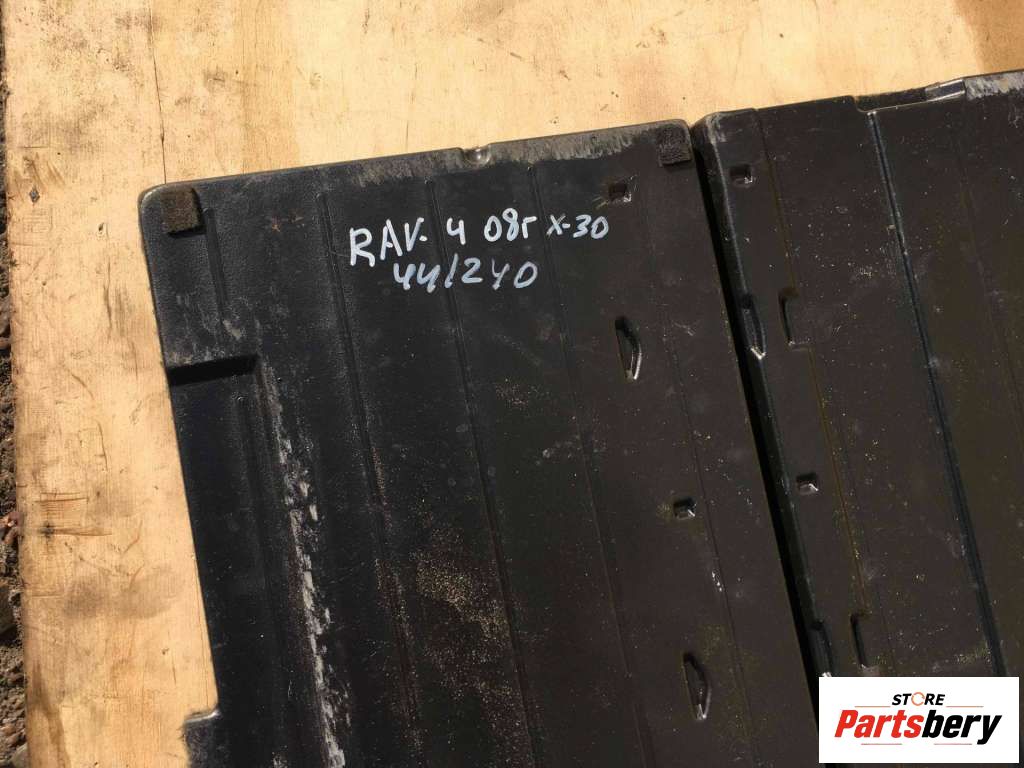 RAV-4 08г X-30
44/240
STORE
Partsbery